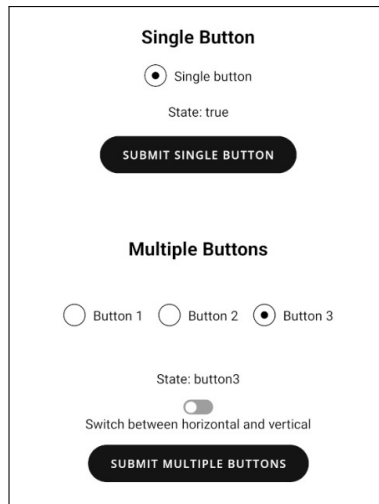 Single Button
Single button
State: true
SUBMIT SINGLE BUTTON
Multiple Buttons
Button 1 Button 2 Button 3
State: button3
Switch between horizontal and vertical
SUBMIT MULTIPLE BUTTONS